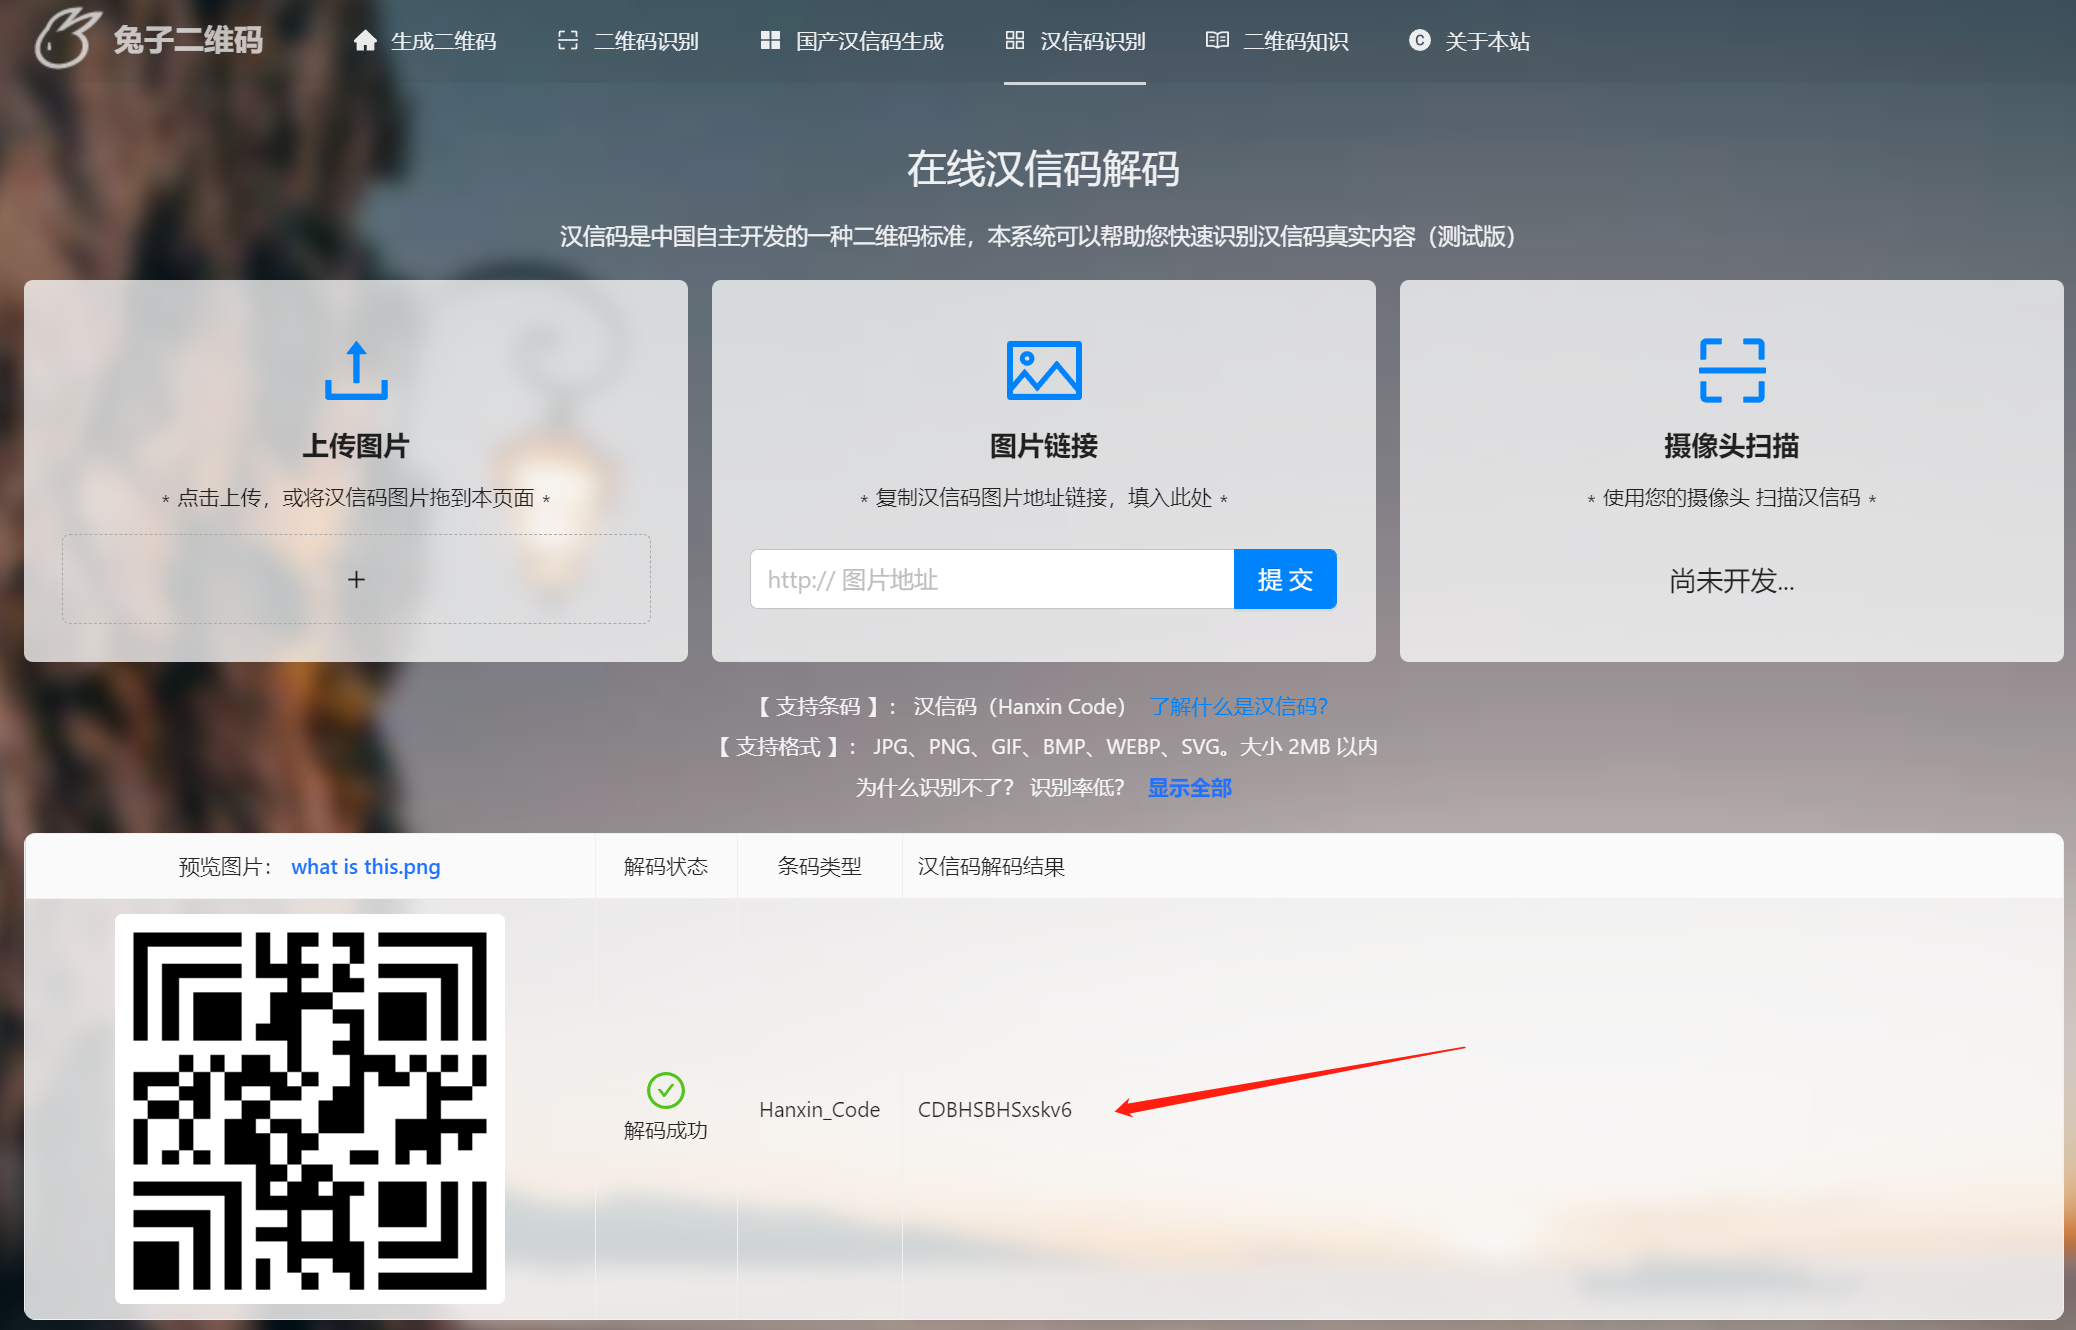 兔子二维码
生成二维码
二维码识别
国产汉信码生成
汉信码识别
二维码知识
关于本站
在线汉信码解码
汉信码是中国自主开发的一种二维码标准，本系统可以帮助您快速识别汉信码真实内容（测试版）
上传图片
* 点击上传，或将汉信码图片拖到本页面 *
+
图片链接
* 复制汉信码图片地址链接，填入此处 *
http:// 图片地址
提 交
摄像头扫描
* 使用您的摄像头 扫描汉信码 *
尚未开发...
【 支持条码 】： 汉信码（Hanxin Code） 了解什么是汉信码？
【 支持格式 】： JPG、PNG、GIF、BMP、WEBP、SVG。大小 2MB 以内
为什么识别不了？ 识别率低？ 显示全部
预览图片： what is this.png
解码状态
条码类型
汉信码解码结果
解码成功
Hanxin_Code
CDBHSBHSxskv6